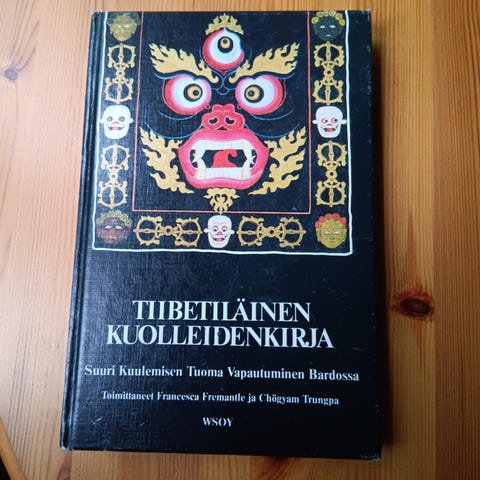 TIIBETILÄINEN
KUOLLEIDENKIRJA
Suuri Kuulemisen Tuoma Vapautuminen Bardossa
Toimittaneet Francesca Fremantle ja Chögyam Trungpa
WSOY